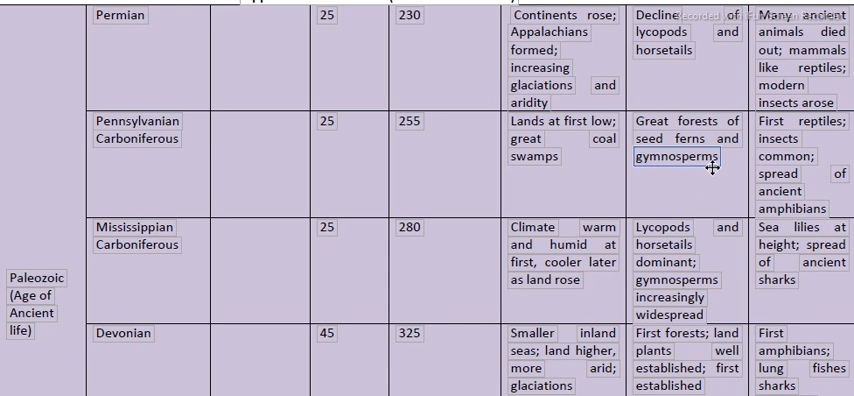 Permian 25 230 Continents rose; Appalachians formed; increasing glaciations and aridity Decline of lycopods and horsetails Many ancient animals died out; mammals like reptiles; modern insects arose
Pennsylvanian Carboniferous 25 255 Lands at first low; great coal swamps Great forests of seed ferns and gymnosperms First reptiles; insects common; spread of ancient amphibians
Mississippian Carboniferous 25 280 Climate warm and humid at first, cooler later as land rose Lycopods and horsetails dominant; gymnosperms increasingly widespread Sea lilies at height; spread of ancient sharks
Paleozoic (Age of Ancient life)
Devonian 45 325 Smaller inland seas; land higher, more arid; glaciations First forests; land plants well established; first established First amphibians; lung fishes sharks